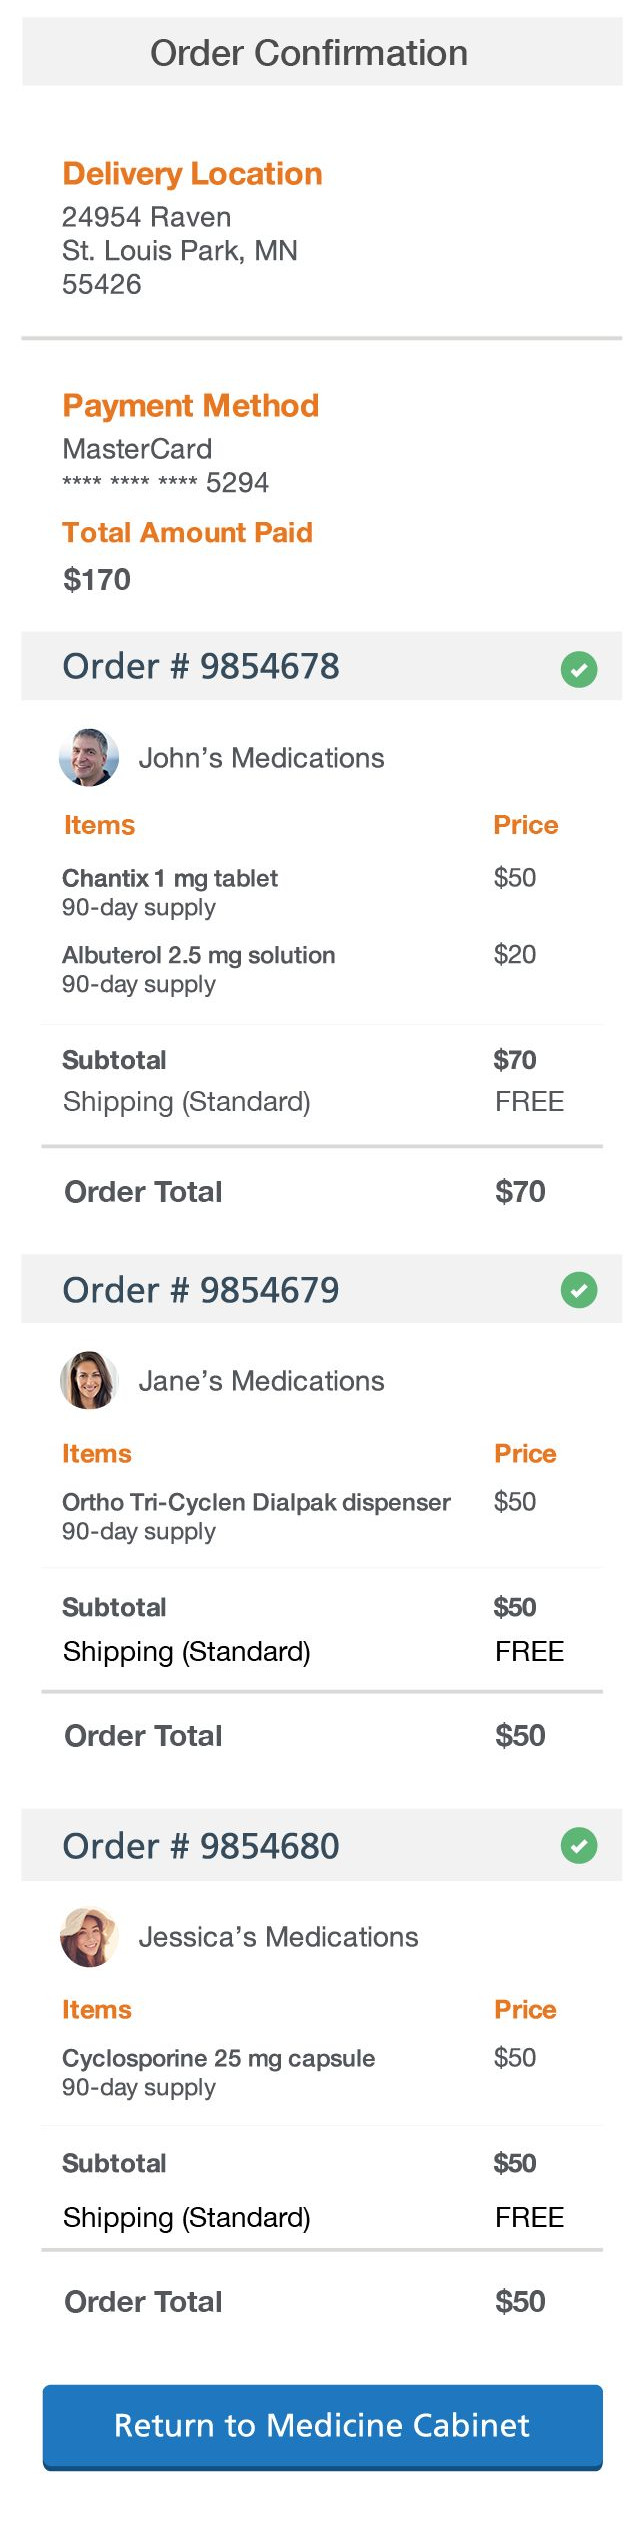 Order Confirmation
Delivery Location
24954 Raven
St. Louis Park, MN
55426
Payment Method
MasterCard
**** **** **** 5294
Total Amount Paid
$170
Order # 9854678
John's Medications
Items Price
Chantix 1 mg tablet $50
90-day supply
Albuterol 2.5 mg solution $20
90-day supply
Subtotal $70
Shipping (Standard) FREE
Order Total $70
Order # 9854679
Jane's Medications
Items Price
Ortho Tri-Cyclen Dialpak dispenser $50
90-day supply
Subtotal $50
Shipping (Standard) FREE
Order Total $50
Order # 9854680
Jessica's Medications
Items Price
Cyclosporine 25 mg capsule $50
90-day supply
Subtotal $50
Shipping (Standard) FREE
Order Total $50
Return to Medicine Cabinet